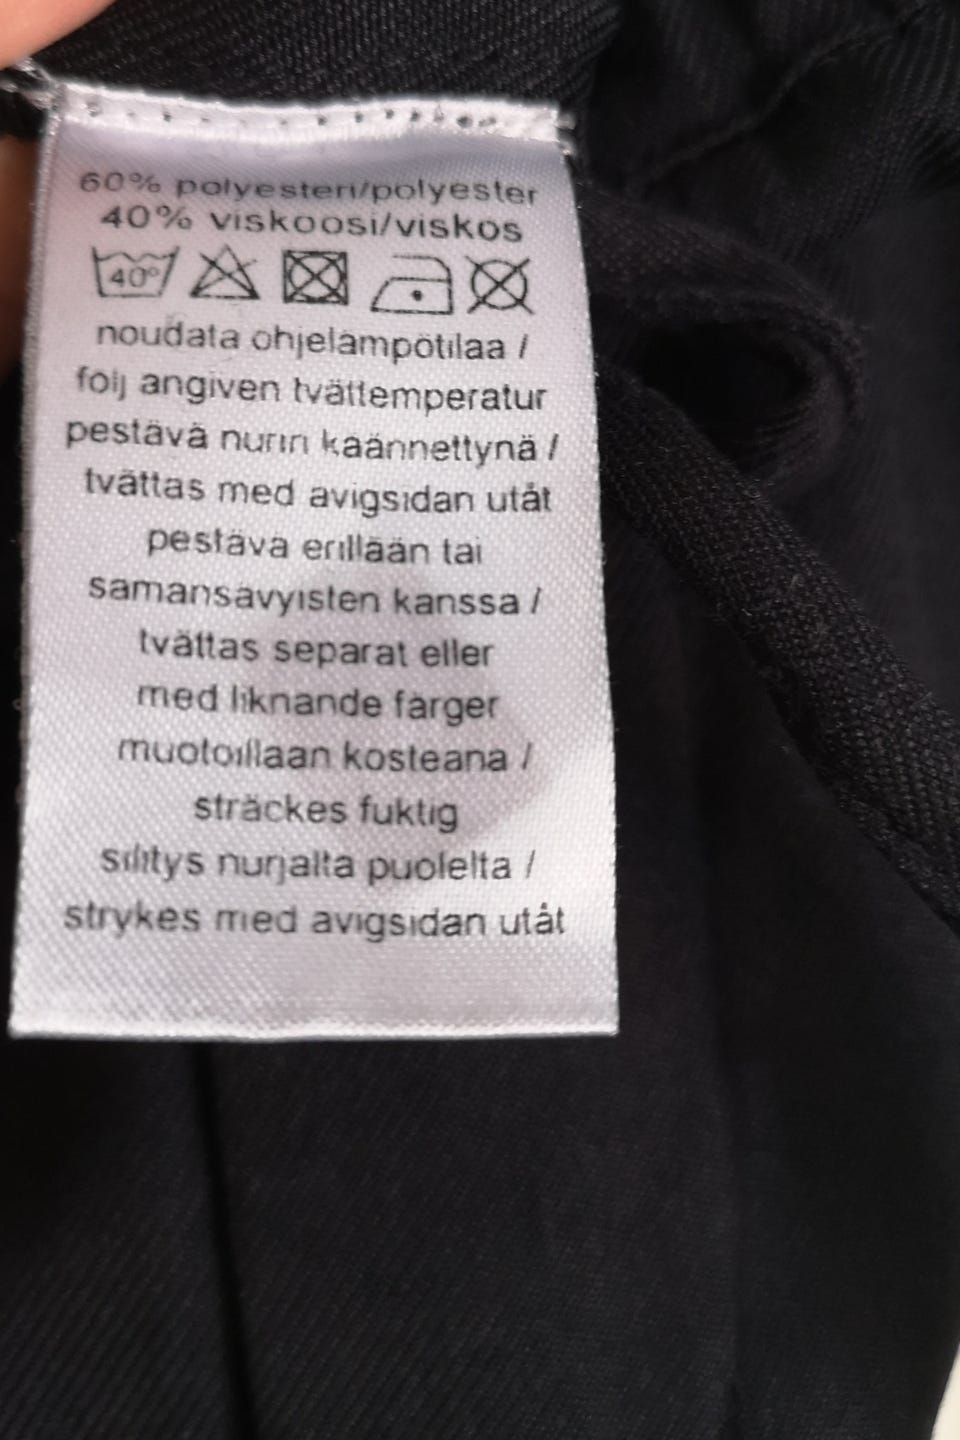 60% polyesteri/polyester
40% viskoosi/viskos
40°
noudata ohjelämpötilaa /
följ angiven tvättemperatur
pestävä nurin käännettynä /
tvättas med avigsidan utåt
pestävä erillään tai
samansävyisten kanssa /
tvättas separat eller
med liknande färger
muotoillaan kosteana /
sträckes fuktig
silitys nurjalta puolelta /
strykes med avigsidan utåt